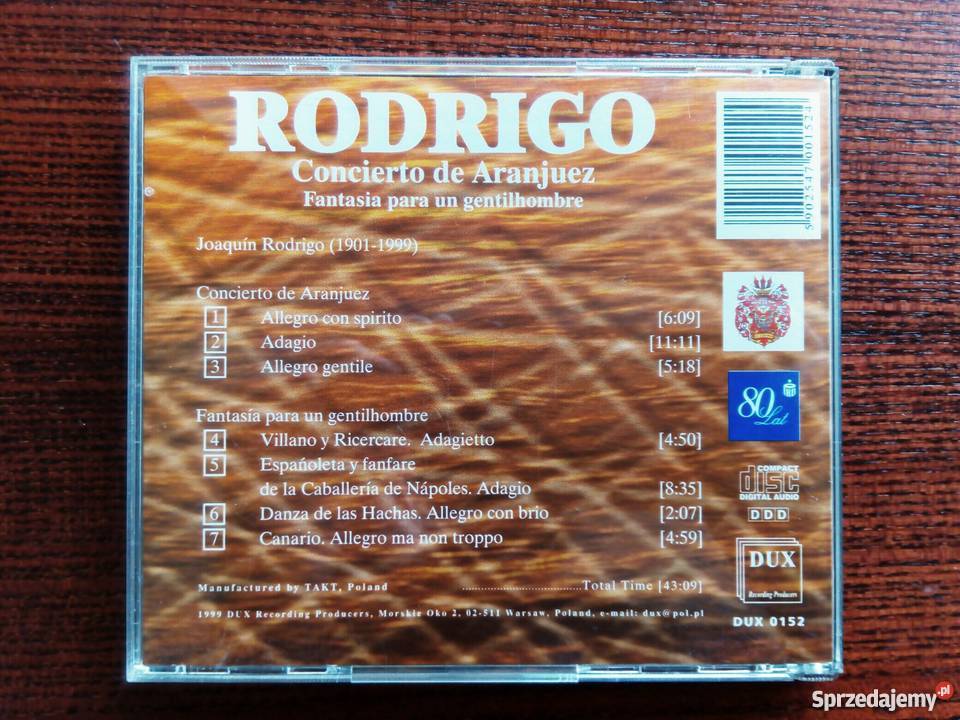 RODRIGO
Concierto de Aranjuez
Fantasia para un gentilhombre
5 902547 001524
Joaquín Rodrigo (1901-1999)
Concierto de Aranjuez
1 Allegro con spirito [6:09]
2 Adagio [11:11]
3 Allegro gentile [5:18]
Fantasía para un gentilhombre
4 Villano y Ricercare. Adagietto [4:50]
5 Españoleta y fanfare
de la Caballería de Nápoles. Adagio [8:35]
6 Danza de las Hachas. Allegro con brio [2:07]
7 Canario. Allegro ma non troppo [4:59]
80 Lat
COMPACT
disc
DIGITAL AUDIO
DDD
DUX
Recording Producers
DUX 0152
Manufactured by TAKT, Poland ..................................Total Time [43:09]
1999 DUX Recording Producers, Morskie Oko 2, 02-511 Warsaw, Poland, e-mail: dux@pol.pl
Sprzedajemy.pl